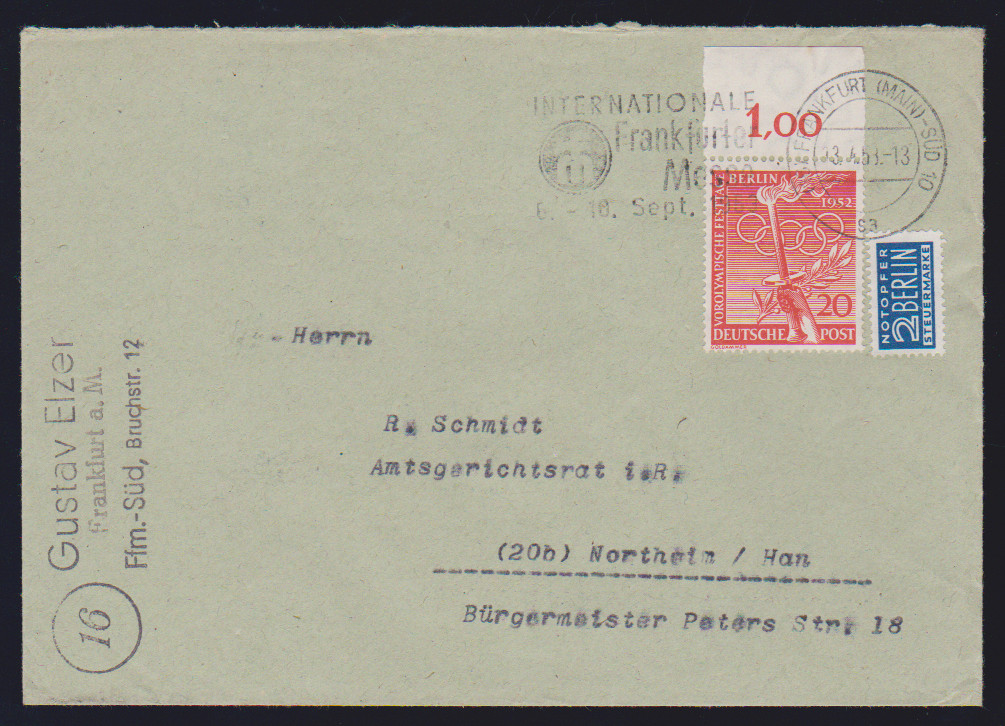 INTERNATIONALE
Frankfurter
Messe
Sept.
1,00
FRANKFURT (MAIN)-SÜD 10
VOROLYMPISCHE FESTTAGE
BERLIN
1952
20
DEUTSCHE POST
GOLDAMMER
NOTOPFER
2 BERLIN
STEUERMARKE
Herrn
R. Schmidt
Amtsgerichtsrat i.R.
(20b) Northeim / Han
Bürgermeister Peters Str. 18
Gustav Elzer
Frankfurt a. M.
Ffm.-Süd, Bruchstr. 12
16